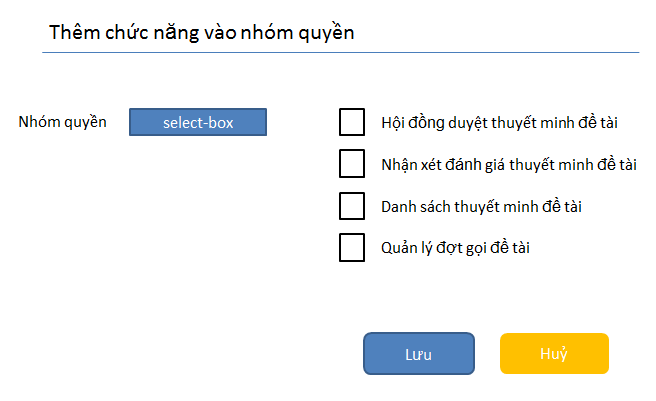 Thêm chức năng vào nhóm quyền
Nhóm quyền
select-box
Hội đồng duyệt thuyết minh đề tài
Nhận xét đánh giá thuyết minh đề tài
Danh sách thuyết minh đề tài
Quản lý đợt gọi đề tài
Lưu
Huỷ